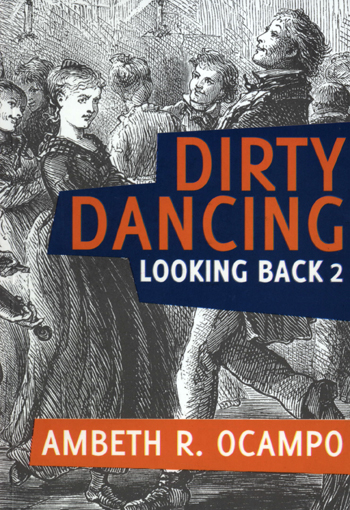 DIRTY
DANCING
LOOKING BACK 2
AMBETH R. OCAMPO